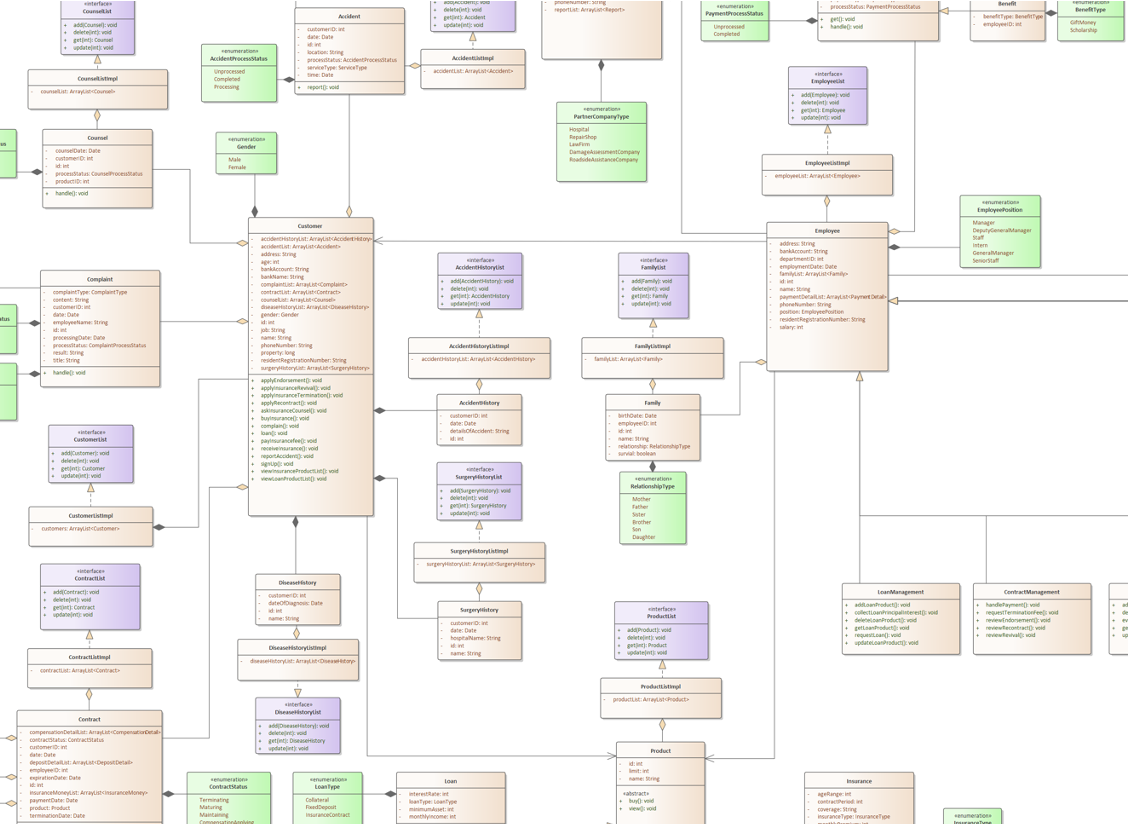 «interface»
CounselList
+ add(Counsel): void
+ delete(int): void
+ get(int): Counsel
+ update(int): void
CounselListImpl
- counselList: ArrayList<Counsel>
Counsel
- counselDate: Date
- customerID: int
- id: int
- processStatus: CounselProcessStatus
- productID: int
+ handle(): void
«enumeration»
AccidentProcessStatus
Unprocessed
Completed
Processing
Accident
- customerID: int
- date: Date
- id: int
- location: String
- processStatus: AccidentProcessStatus
- serviceType: ServiceType
- time: Date
+ report(): void
+ add(Accident): void
+ delete(int): void
+ get(int): Accident
+ update(int): void
AccidentListImpl
- accidentList: ArrayList<Accident>
- phoneNumber: String
- reportList: ArrayList<Report>
«enumeration»
PartnerCompanyType
Hospital
RepairShop
LawFirm
DamageAssessmentCompany
RoadsideAssistanceCompany
«enumeration»
PaymentProcessStatus
Unprocessed
Completed
- processStatus: PaymentProcessStatus
+ get(): void
+ handle(): void
Benefit
- benefitType: BenefitType
- employeeID: int
«enumeration»
BenefitType
GiftMoney
Scholarship
«interface»
EmployeeList
+ add(Employee): void
+ delete(int): void
+ get(int): Employee
+ update(int): void
EmployeeListImpl
- employeeList: ArrayList<Employee>
Employee
- address: String
- bankAccount: String
- departmentID: int
- employmentDate: Date
- familyList: ArrayList<Family>
- id: int
- name: String
- paymentDetail: ArrayList<PaymentDetail>
- phoneNumber: String
- position: EmployeePosition
- residentRegistrationNumber: String
- salary: int
«enumeration»
EmployeePosition
Manager
DeputyGeneralManager
Staff
Intern
GeneralManager
SeniorStaff
«enumeration»
Gender
Male
Female
Customer
- accidentHistoryList: ArrayList<AccidentHistory>
- accidentList: ArrayList<Accident>
- address: String
- age: int
- bankAccount: String
- bankName: String
- complaintList: ArrayList<Complaint>
- contractList: ArrayList<Contract>
- counselList: ArrayList<Counsel>
- diseaseHistoryList: ArrayList<DiseaseHistory>
- gender: Gender
- id: int
- job: String
- name: String
- phoneNumber: String
- property: long
- residentRegistrationNumber: String
- surgeryHistoryList: ArrayList<SurgeryHistory>
+ applyEndorsement(): void
+ applyInsuranceRevival(): void
+ applyInsuranceTermination(): void
+ applyRecontract(): void
+ askInsuranceCounsel(): void
+ buyInsurance(): void
+ complain(): void
+ loan(): void
+ payInsurancefee(): void
+ receiveInsurance(): void
+ reportAccident(): void
+ signUp(): void
+ viewInsuranceProductList(): void
+ viewLoanProductList(): void
Complaint
- complaintType: ComplaintType
- content: String
- customerID: int
- date: Date
- employeeName: String
- id: int
- processingDate: Date
- processStatus: ComplaintProcessStatus
- result: String
- title: String
+ handle(): void
«interface»
AccidentHistoryList
+ add(AccidentHistory): void
+ delete(int): void
+ get(int): AccidentHistory
+ update(int): void
AccidentHistoryListImpl
- accidentHistoryList: ArrayList<AccidentHistory>
AccidentHistory
- customerID: int
- date: Date
- detailsOfAccident: String
- id: int
«interface»
FamilyList
+ add(Family): void
+ delete(int): void
+ get(int): Family
+ update(int): void
FamilyListImpl
- familyList: ArrayList<Family>
Family
- birthDate: Date
- employeeID: int
- id: int
- name: String
- relationship: RelationshipType
- survial: boolean
«enumeration»
RelationshipType
Mother
Father
Sister
Brother
Son
Daughter
«interface»
CustomerList
+ add(Customer): void
+ delete(int): void
+ get(int): Customer
+ update(int): void
CustomerListImpl
- customers: ArrayList<Customer>
«interface»
SurgeryHistoryList
+ add(SurgeryHistory): void
+ delete(int): void
+ get(int): SurgeryHistory
+ update(int): void
SurgeryHistoryListImpl
- surgeryHistoryList: ArrayList<SurgeryHistory>
SurgeryHistory
- customerID: int
- date: Date
- hospitalName: String
- id: int
- name: String
«interface»
ContractList
+ add(Contract): void
+ delete(int): void
+ get(int): Contract
+ update(int): void
ContractListImpl
- contractList: ArrayList<Contract>
Contract
- compensationDetailList: ArrayList<CompensationDetail>
- contractStatus: ContractStatus
- customerID: int
- date: Date
- depositDetailList: ArrayList<DepositDetail>
- employeeID: int
- expirationDate: Date
- id: int
- insuranceMoneyList: ArrayList<InsuranceMoney>
- paymentDate: Date
- product: Product
- terminationDate: Date
DiseaseHistory
- customerID: int
- dateOfDiagnosis: Date
- id: int
- name: String
DiseaseHistoryListImpl
- diseaseHistoryList: ArrayList<DiseaseHistory>
«interface»
DiseaseHistoryList
+ add(DiseaseHistory): void
+ delete(int): void
+ get(int): DiseaseHistory
+ update(int): void
«enumeration»
ContractStatus
Terminating
Maturing
Maintaining
CompensationApplying
«enumeration»
LoanType
Collateral
FixedDeposit
InsuranceContract
Loan
- interestRate: int
- loanType: LoanType
- minimumAsset: int
- monthlyIncome: int
«interface»
ProductList
+ add(Product): void
+ delete(int): void
+ get(int): Product
+ update(int): void
ProductListImpl
- productList: ArrayList<Product>
Product
- id: int
- limit: int
- name: String
«abstract»
+ buy(): void
+ view(): void
LoanManagement
+ addLoanProduct(): void
+ collectLoanPrincipalInterest(): void
+ deleteLoanProduct(): void
+ getLoanProduct(): void
+ requestLoan(): void
+ updateLoanProduct(): void
ContractManagement
+ handlePayment(): void
+ requestTerminationFee(): void
+ reviewEndorsement(): void
+ reviewRecontract(): void
+ reviewRevival(): void
Insurance
- ageRange: int
- contractPeriod: int
- coverage: String
- insuranceType: InsuranceType
«enumeration»
InsuranceType